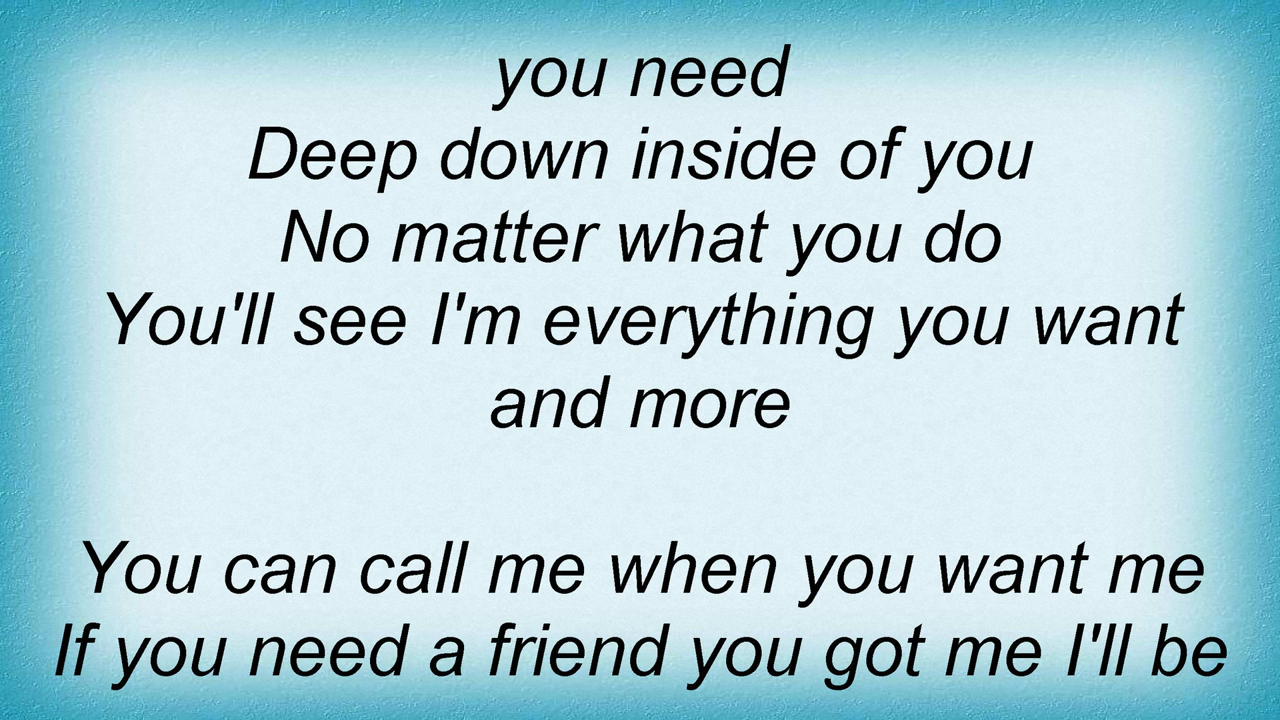 you need
Deep down inside of you
No matter what you do
You'll see I'm everything you want
and more
You can call me when you want me
If you need a friend you got me I'll be